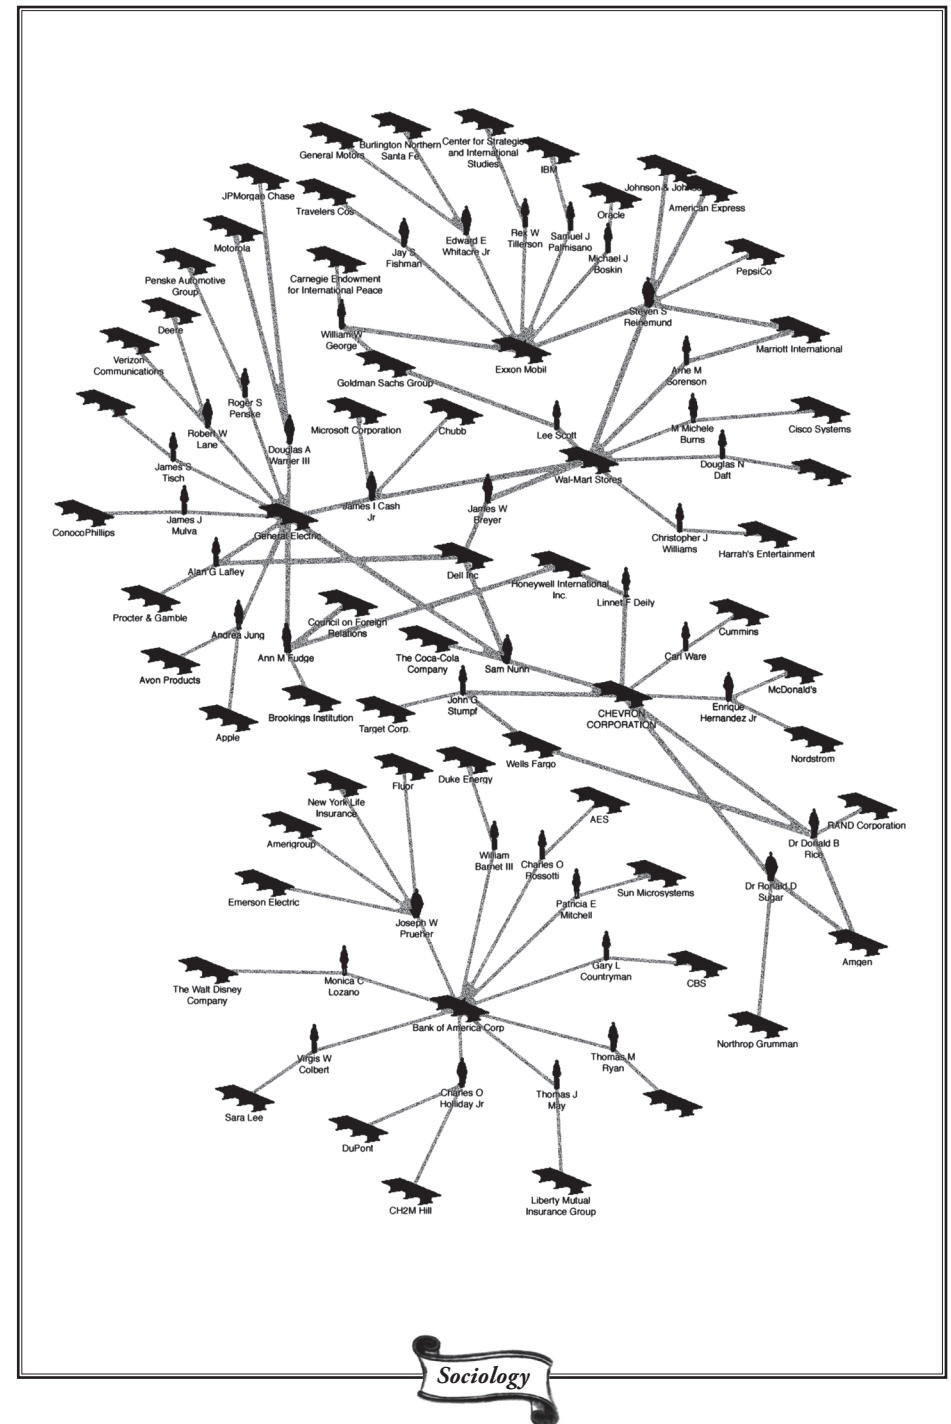 General Motors
Burlington Northern
Santa Fe
Center for Strategic
and International
Studies
IBM
Johnson & Johnson
American Express
JPMorgan Chase
Travelers Cos
Oracle
Motorola
Jay S
Fishman
Edward E
Whitacre Jr
Rex W
Tillerson
Samuel J
Palmisano
Michael J
Boskin
PepsiCo
Penske Automotive
Group
Carnegie Endowment
for International Peace
Steven S
Reinemund
Deere
William W
George
Exxon Mobil
Marriott International
Verizon
Communications
Goldman Sachs Group
Arne M
Sorenson
Roger S
Penske
Robert W
Lane
Microsoft Corporation
Chubb
Lee Scott
M Michele
Burns
Cisco Systems
Douglas A
Warner III
James S
Tisch
Wal-Mart Stores
Douglas N
Daft
James I Cash
Jr
James W
Breyer
ConocoPhillips
James J
Mulva
General Electric
Christopher J
Williams
Harrah's Entertainment
Alan G Lafley
Dell Inc
Honeywell International
Inc.
Linnet F Deily
Procter & Gamble
Andrea Jung
Council on Foreign
Relations
Cummins
Ann M Fudge
The Coca-Cola
Company
Sam Nunn
Carl Ware
Avon Products
McDonald's
Apple
Brookings Institution
Target Corp.
John G
Stumpf
CHEVRON
CORPORATION
Enrique
Hernandez Jr
Nordstrom
Wells Fargo
New York Life
Insurance
Fluor
Duke Energy
AES
RAND Corporation
Amerigroup
William
Barnet III
Charles O
Rossotti
Dr Donald B
Rice
Emerson Electric
Joseph W
Prueher
Patricia E
Mitchell
Sun Microsystems
Dr Ronald D
Sugar
Amgen
The Walt Disney
Company
Monica C
Lozano
Gary L
Countryman
CBS
Bank of America Corp
Northrop Grumman
Virgis W
Colbert
Thomas M
Ryan
Sara Lee
Charles O
Holliday Jr
Thomas J
May
DuPont
CH2M Hill
Liberty Mutual
Insurance Group
Sociology